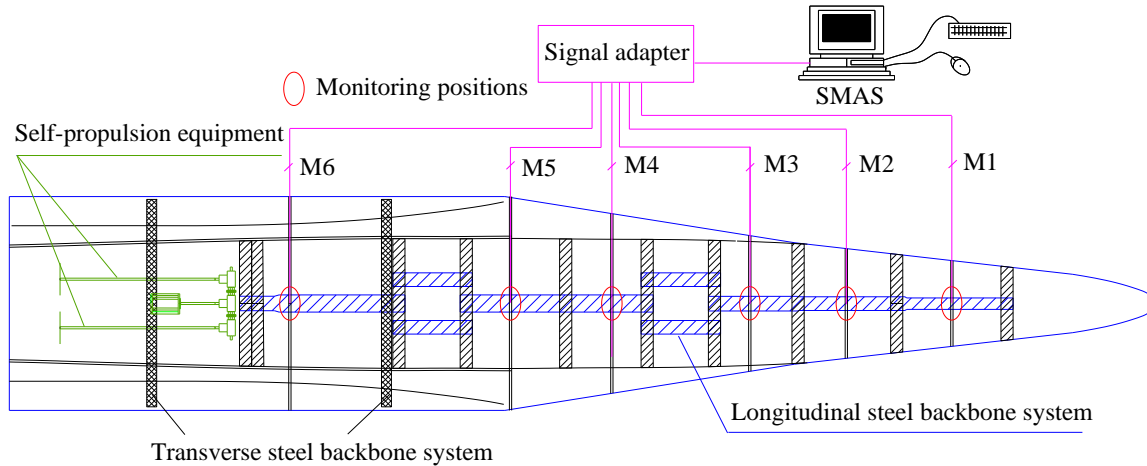 Signal adapter
SMAS
Monitoring positions
Self-propulsion equipment
M6
M5
M4
M3
M2
M1
Longitudinal steel backbone system
Transverse steel backbone system